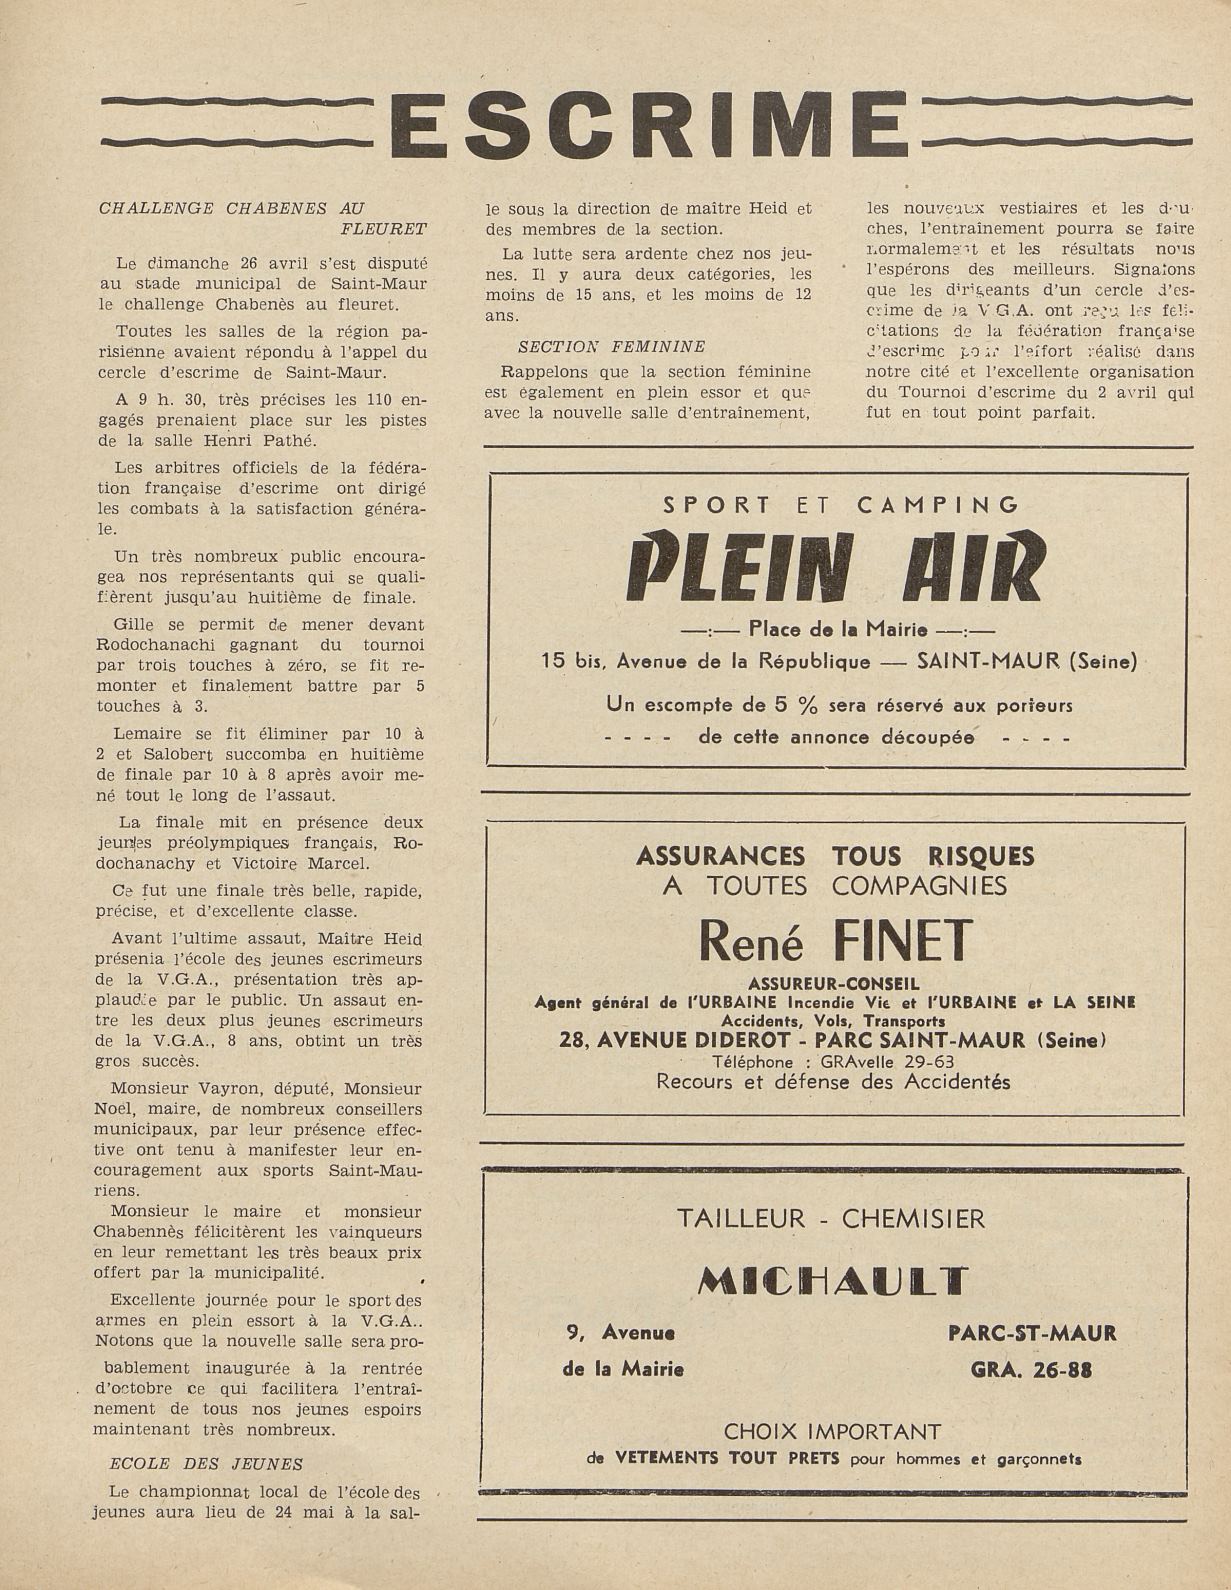 ESCRIME
CHALLENGE CHABENES AU
FLEURET
Le dimanche 26 avril s'est disputé
au stade municipal de Saint-Maur
le challenge Chabenès au fleuret.
Toutes les salles de la région pa-
risienne avaient répondu à l'appel du
cercle d'escrime de Saint-Maur.
A 9 h. 30, très précises les 110 en-
gagés prenaient place sur les pistes
de la salle Henri Pathé.
Les arbitres officiels de la fédéra-
tion française d'escrime ont dirigé
les combats à la satisfaction généra-
le.
Un très nombreux public encoura-
gea nos représentants qui se quali-
fièrent jusqu'au huitième de finale.
Gille se permit de mener devant
Rodochanachi gagnant du tournoi
par trois touches à zéro, se fit re-
monter et finalement battre par 5
touches à 3.
Lemaire se fit éliminer par 10 à
2 et Salobert succomba en huitième
de finale par 10 à 8 après avoir me-
né tout le long de l'assaut.
La finale mit en présence deux
jeunes préolympiques français, Ro-
dochanachy et Victoire Marcel.
Ce fut une finale très belle, rapide,
précise, et d'excellente classe.
Avant l'ultime assaut, Maître Heid
présenia l'école des jeunes escrimeurs
de la V.G.A., présentation très ap-
plaudie par le public. Un assaut en-
tre les deux plus jeunes escrimeurs
de la V.G.A., 8 ans, obtint un très
gros succès.
Monsieur Vayron, député, Monsieur
Noël, maire, de nombreux conseillers
municipaux, par leur présence effec-
tive ont tenu à manifester leur en-
couragement aux sports Saint-Mau-
riens.
Monsieur le maire et monsieur
Chabennès félicitèrent les vainqueurs
en leur remettant les très beaux prix
offert par la municipalité.
Excellente journée pour le sport des
armes en plein essort à la V.G.A..
Notons que la nouvelle salle sera pro-
bablement inaugurée à la rentrée
d'octobre ce qui facilitera l'entraî-
nement de tous nos jeunes espoirs
maintenant très nombreux.
ECOLE DES JEUNES
Le championnat local de l'école des
jeunes aura lieu de 24 mai à la sal-
le sous la direction de maître Heid et
des membres de la section.
La lutte sera ardente chez nos jeu-
nes. Il y aura deux catégories, les
moins de 15 ans, et les moins de 12
ans.
SECTION FEMININE
Rappelons que la section féminine
est également en plein essor et que
avec la nouvelle salle d'entraînement,
les nouveaux vestiaires et les dou-
ches, l'entraînement pourra se faire
normalement et les résultats nous
l'espérons des meilleurs. Signalons
que les dirigeants d'un cercle d'es-
crime de la V.G.A. ont reçu les féli-
citations de la fédération française
d'escrime pour l'effort réalisé dans
notre cité et l'excellente organisation
du Tournoi d'escrime du 2 avril qui
fut en tout point parfait.
SPORT ET CAMPING
PLEIN AIR
—:— Place de la Mairie —:—
15 bis, Avenue de la République — SAINT-MAUR (Seine)
Un escompte de 5 % sera réservé aux porteurs
- - - - de cette annonce découpée - - - -
ASSURANCES TOUS RISQUES
A TOUTES COMPAGNIES
René FINET
ASSUREUR-CONSEIL
Agent général de l'URBAINE Incendie Vie et l'URBAINE et LA SEINE
Accidents, Vols, Transports
28, AVENUE DIDEROT - PARC SAINT-MAUR (Seine)
Téléphone : GRAvelle 29-63
Recours et défense des Accidentés
TAILLEUR - CHEMISIER
MICHAULT
9, Avenue PARC-ST-MAUR
de la Mairie GRA. 26-88
CHOIX IMPORTANT
de VETEMENTS TOUT PRETS pour hommes et garçonnets